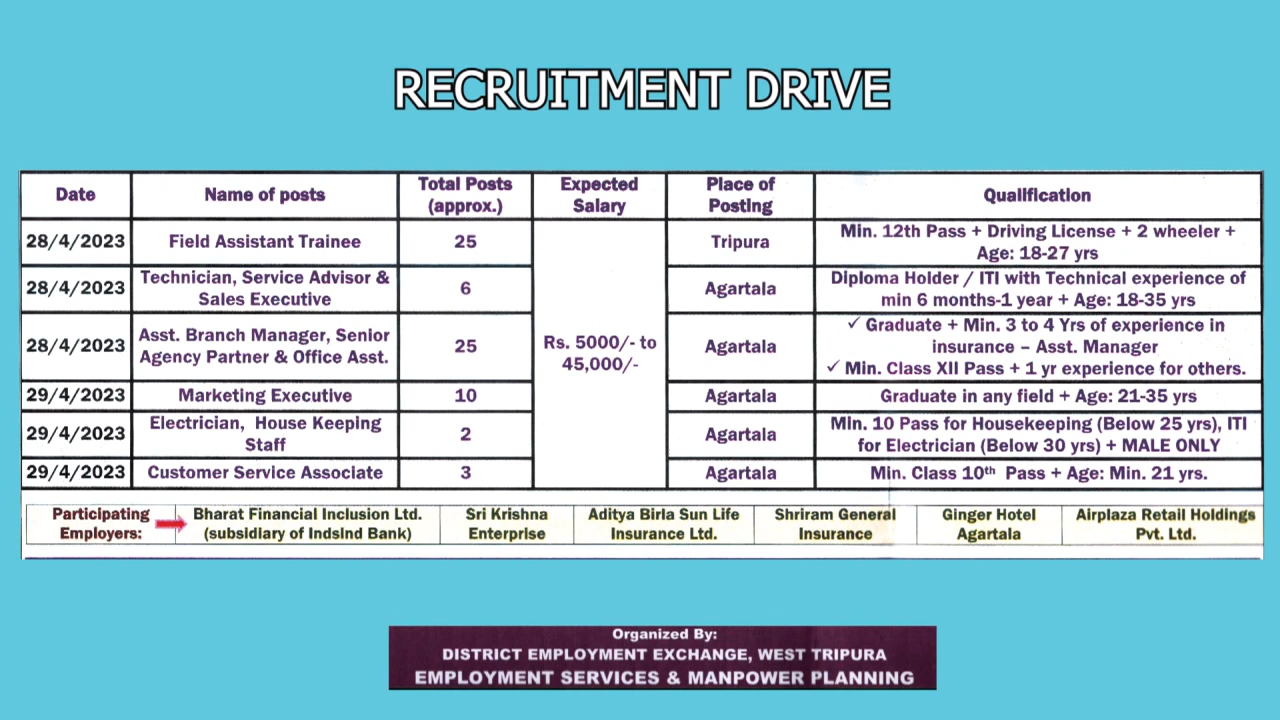 RECRUITMENT DRIVE
Date Name of posts Total Posts (approx.) Expected Salary Place of Posting Qualification
28/4/2023 Field Assistant Trainee 25 Tripura Min. 12th Pass + Driving License + 2 wheeler + Age: 18-27 yrs
28/4/2023 Technician, Service Advisor & Sales Executive 6 Agartala Diploma Holder / ITI with Technical experience of min 6 months-1 year + Age: 18-35 yrs
28/4/2023 Asst. Branch Manager, Senior Agency Partner & Office Asst. 25 Rs. 5000/- to 45,000/- Agartala ✓ Graduate + Min. 3 to 4 Yrs of experience in insurance – Asst. Manager
✓ Min. Class XII Pass + 1 yr experience for others.
29/4/2023 Marketing Executive 10 Agartala Graduate in any field + Age: 21-35 yrs
29/4/2023 Electrician, House Keeping Staff 2 Agartala Min. 10 Pass for Housekeeping (Below 25 yrs), ITI for Electrician (Below 30 yrs) + MALE ONLY
29/4/2023 Customer Service Associate 3 Agartala Min. Class 10th Pass + Age: Min. 21 yrs.
Participating Employers: Bharat Financial Inclusion Ltd. (subsidiary of IndsInd Bank) Sri Krishna Enterprise Aditya Birla Sun Life Insurance Ltd. Shriram General Insurance Ginger Hotel Agartala Airplaza Retail Holdings Pvt. Ltd.
Organized By:
DISTRICT EMPLOYMENT EXCHANGE, WEST TRIPURA
EMPLOYMENT SERVICES & MANPOWER PLANNING